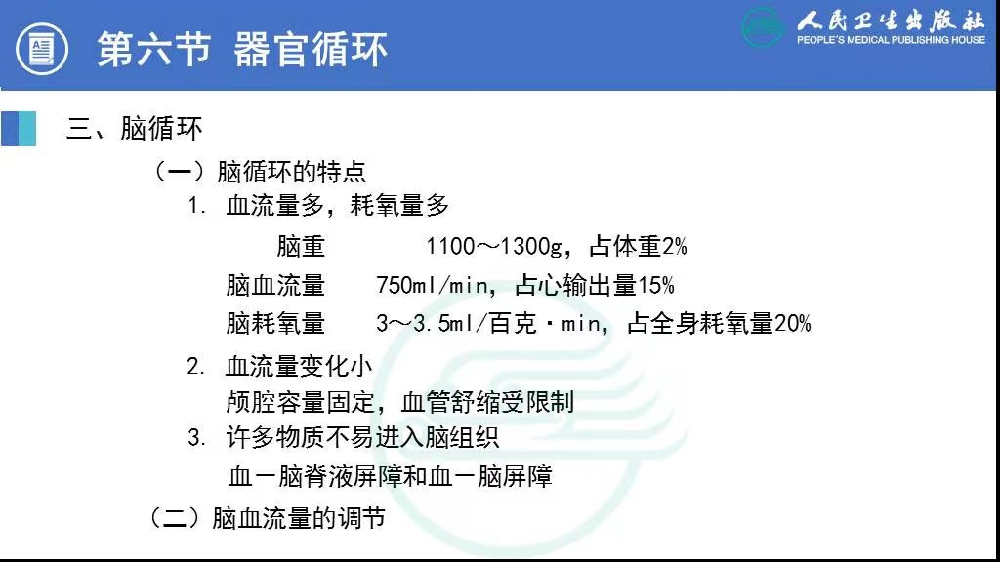 第六节 器官循环
人民卫生出版社
PEOPLE'S MEDICAL PUBLISHING HOUSE
三、脑循环
（一）脑循环的特点
1. 血流量多，耗氧量多
脑重 1100～1300g，占体重2%
脑血流量 750ml/min，占心输出量15%
脑耗氧量 3～3.5ml/百克·min，占全身耗氧量20%
2. 血流量变化小
颅腔容量固定，血管舒缩受限制
3. 许多物质不易进入脑组织
血—脑脊液屏障和血—脑屏障
（二）脑血流量的调节